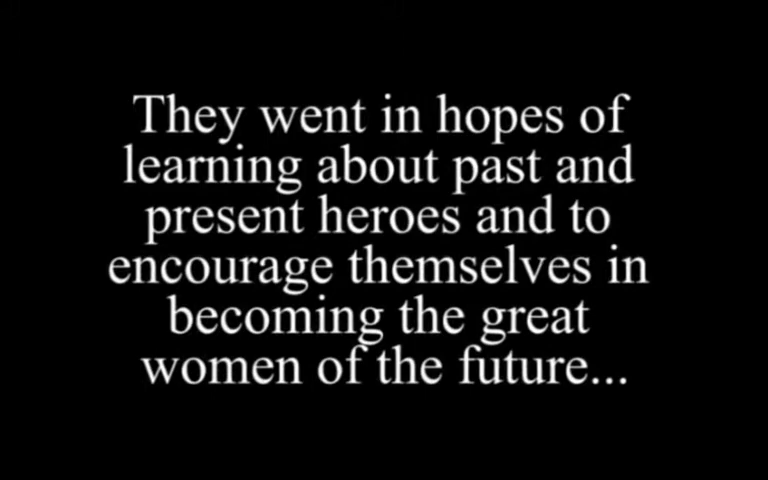 They went in hopes of
learning about past and
present heroes and to
encourage themselves in
becoming the great
women of the future...